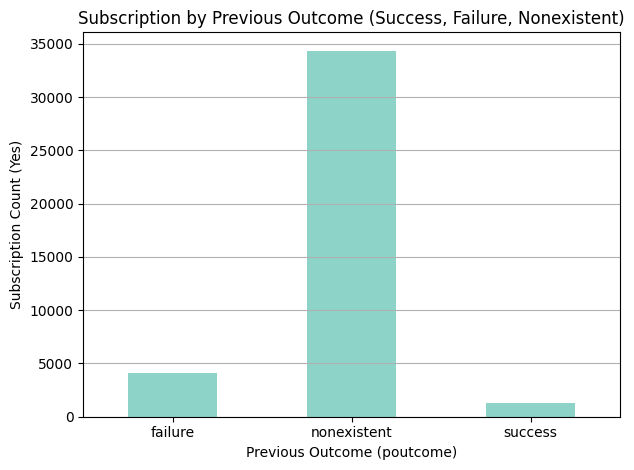 Subscription by Previous Outcome (Success, Failure, Nonexistent)
Subscription Count (Yes)
35000
30000
25000
20000
15000
10000
5000
0
failure nonexistent success
Previous Outcome (poutcome)